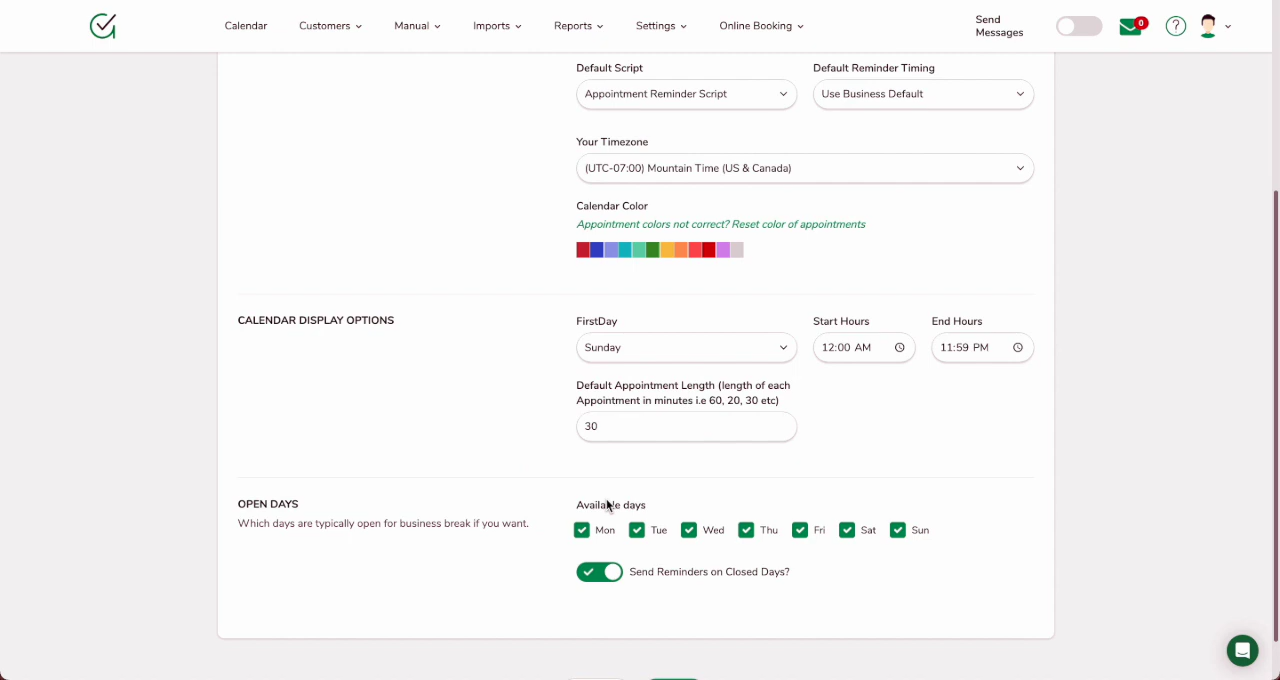 Calendar
Customers
Manual
Imports
Reports
Settings
Online Booking
Send
Messages
0
?
Default Script
Default Reminder Timing
Appointment Reminder Script
Use Business Default
Your Timezone
(UTC-07:00) Mountain Time (US & Canada)
Calendar Color
Appointment colors not correct? Reset color of appointments
CALENDAR DISPLAY OPTIONS
FirstDay
Start Hours
End Hours
Sunday
12:00 AM
11:59 PM
Default Appointment Length (length of each
Appointment in minutes i.e 60, 20, 30 etc)
30
OPEN DAYS
Available days
Which days are typically open for business break if you want.
Mon
Tue
Wed
Thu
Fri
Sat
Sun
Send Reminders on Closed Days?